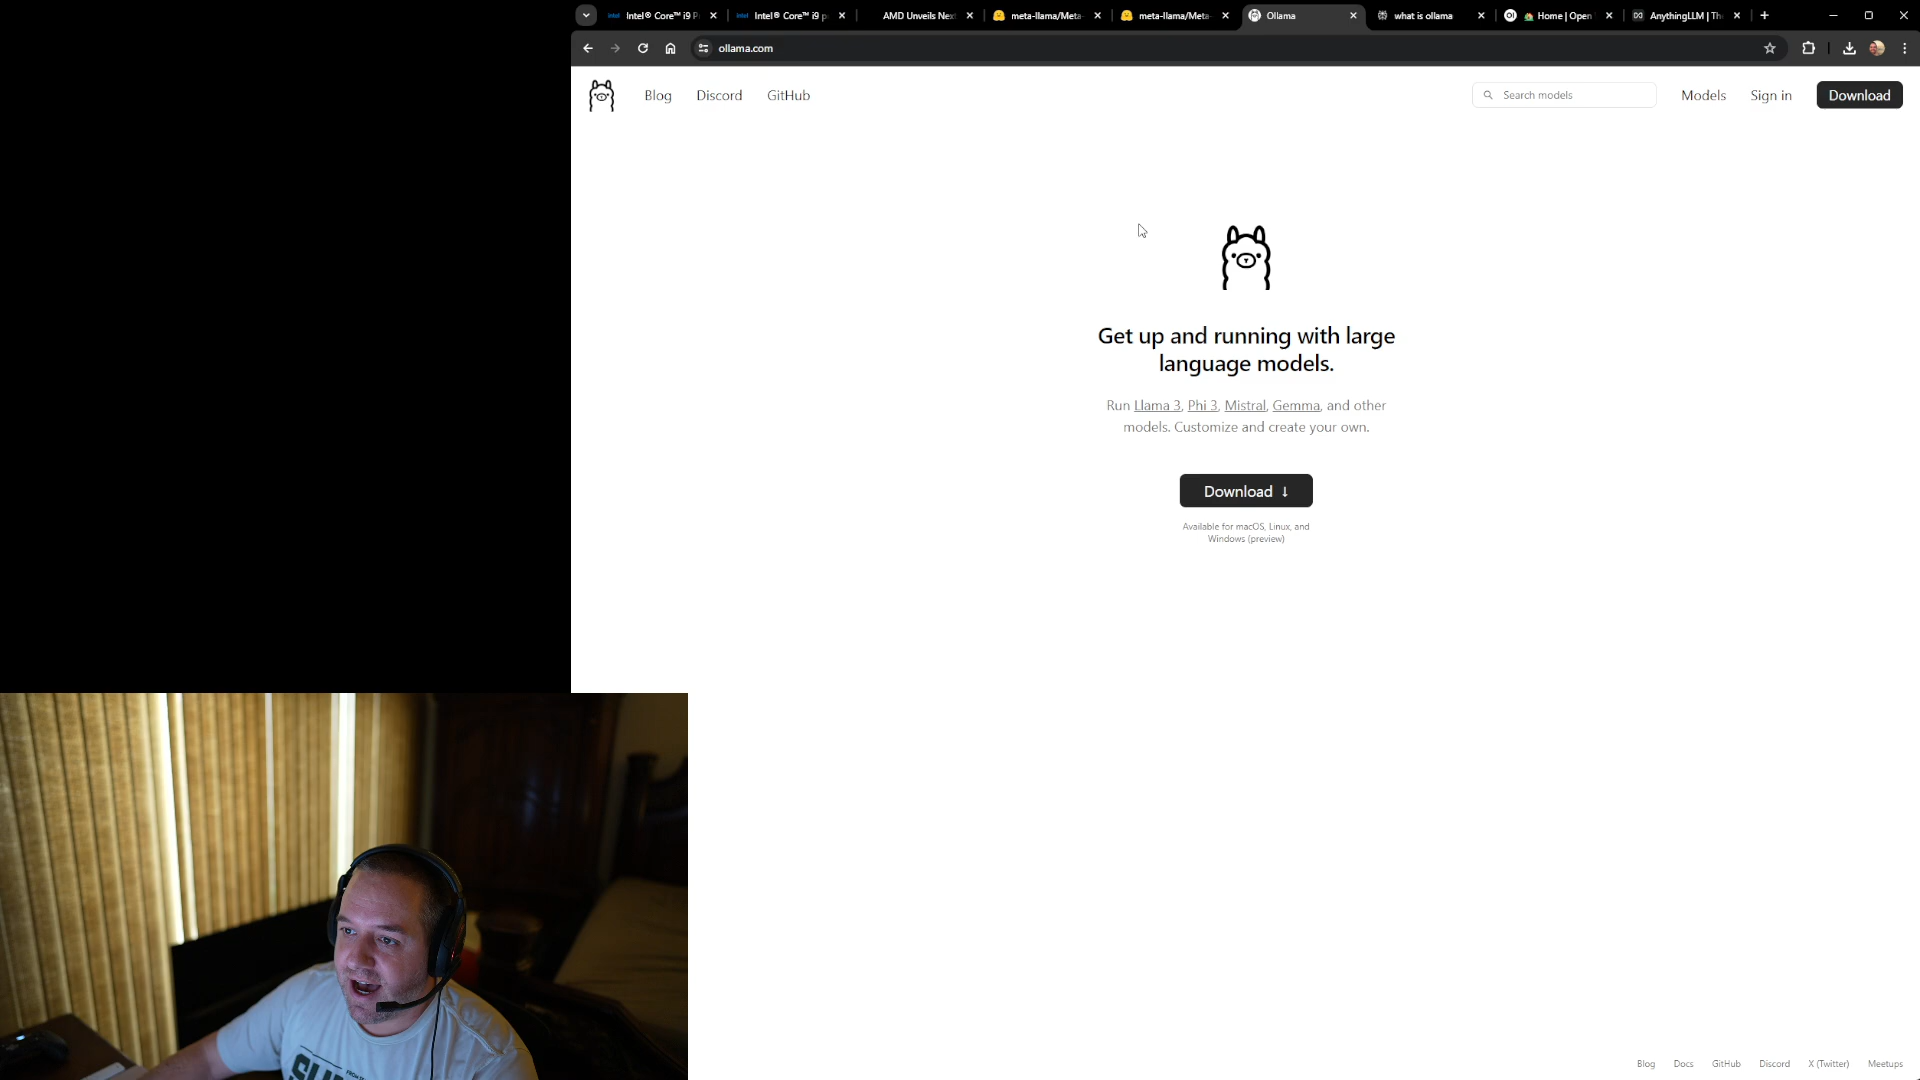 Intel® Core™ i9 P
Intel® Core™ i9 p
AMD Unveils Nex
meta-llama/Meta-
meta-llama/Meta-
Ollama
what is ollama
Home | Open
AnythingLLM | Th
ollama.com
Blog
Discord
GitHub
Search models
Models
Sign in
Download
Get up and running with large
language models.
Run Llama 3, Phi 3, Mistral, Gemma, and other
models. Customize and create your own.
Download ↓
Available for macOS, Linux, and
Windows (preview)
Blog
Docs
GitHub
Discord
X (Twitter)
Meetups